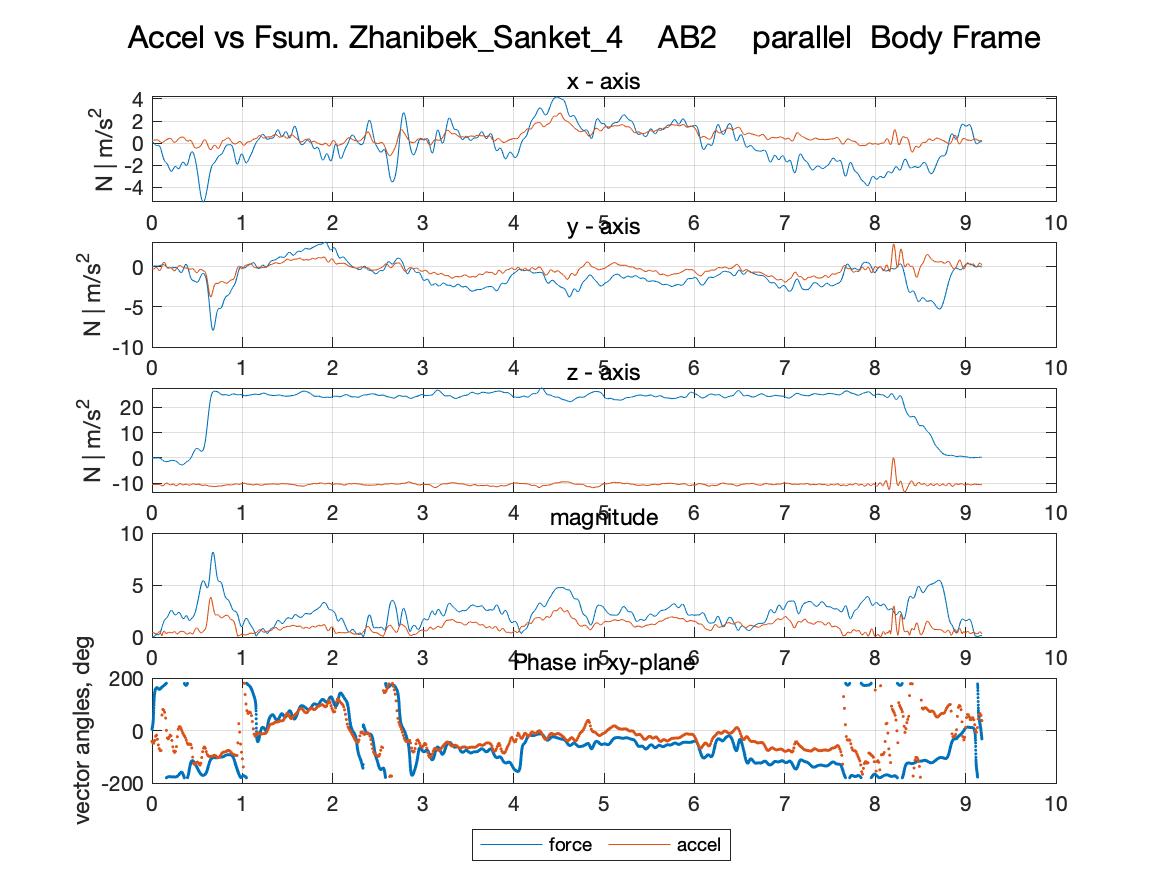 Accel vs Fsum. Zhanibek_Sanket_4 AB2 parallel Body Frame
x - axis
N | m/s²
4
2
0
-2
-4
0 1 2 3 4 5 6 7 8 9 10
y - axis
N | m/s²
0
-5
-10
0 1 2 3 4 5 6 7 8 9 10
z - axis
N | m/s²
20
10
0
-10
0 1 2 3 4 5 6 7 8 9 10
magnitude
10
5
0
0 1 2 3 4 5 6 7 8 9 10
Phase in xy-plane
vector angles, deg
200
0
-200
0 1 2 3 4 5 6 7 8 9 10
force accel